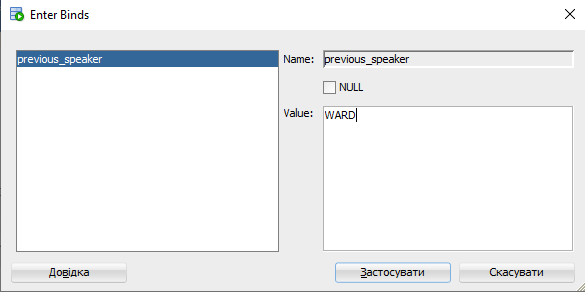 Enter Binds
previous_speaker
Name: previous_speaker
NULL
Value: WARD
Довідка
Застосувати
Скасувати